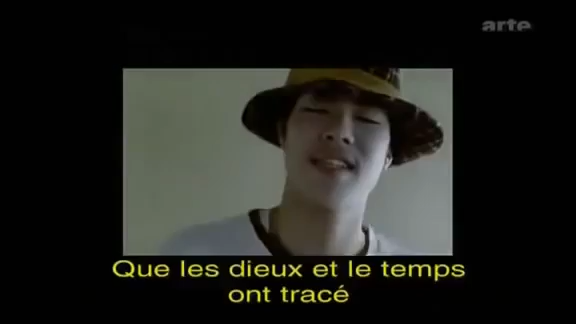 arte
Que les dieux et le temps
ont tracé